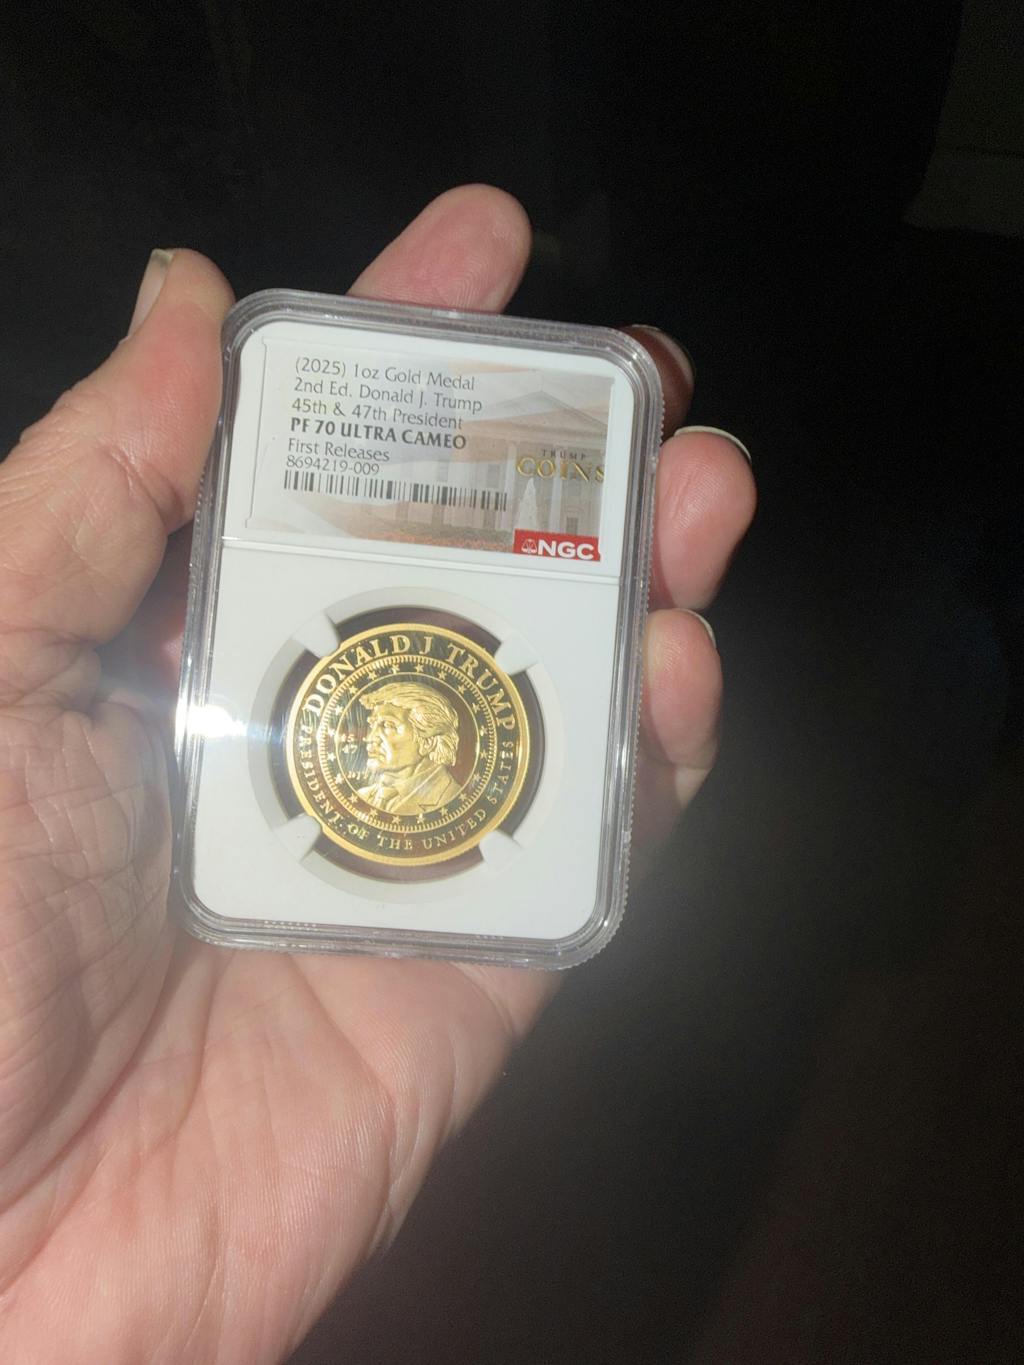 (2025) 1oz Gold Medal
2nd Ed. Donald J. Trump
45th & 47th President
PF 70 ULTRA CAMEO
First Releases
8694219-009
TRUMP
COINS
NGC
DONALD J TRUMP
45
47
PRESIDENT OF THE UNITED STATES